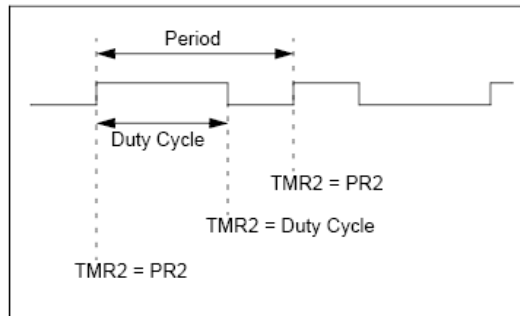 Period
Duty Cycle
TMR2 = PR2
TMR2 = Duty Cycle
TMR2 = PR2